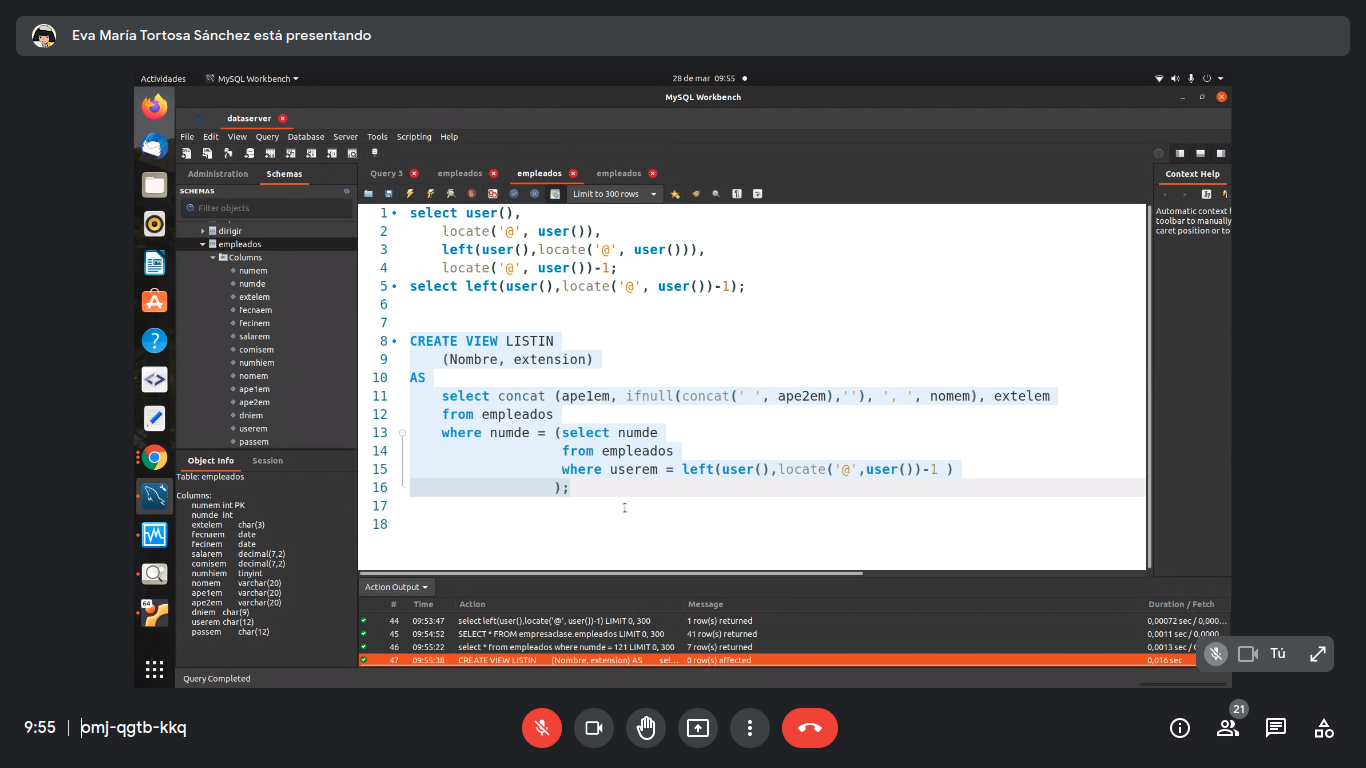 Eva María Tortosa Sánchez está presentando
Actividades MySQL Workbench 28 de mar 09:55
MySQL Workbench
dataserver
File Edit View Query Database Server Tools Scripting Help
Administration Schemas
Query 3 empleados empleados empleados
Context Help
SCHEMAS
Filter objects
Limit to 300 rows
Automatic context h
toolbar to manually
caret position or to
dirigir
empleados
Columns
numem
numde
extelem
fecnaem
fecinem
salarem
comisem
numhiem
nomem
ape1em
ape2em
dniem
userem
passem
1 select user(),
2 locate('@', user()),
3 left(user(),locate('@', user())),
4 locate('@', user())-1;
5 select left(user(),locate('@', user())-1);
6
7
8 CREATE VIEW LISTIN
9 (Nombre, extension)
10 AS
11 select concat (ape1em, ifnull(concat(' ', ape2em),''), ', ', nomem), extelem
12 from empleados
13 where numde = (select numde
14 from empleados
15 where userem = left(user(),locate('@',user())-1 )
16 );
17
18
Object Info Session
Table: empleados
Columns:
numem int PK
numde int
extelem char(3)
fecnaem date
fecinem date
salarem decimal(7,2)
comisem decimal(7,2)
numhiem tinyint
nomem varchar(20)
ape1em varchar(20)
ape2em varchar(20)
dniem char(9)
userem char(12)
passem char(12)
Action Output
# Time Action Message Duration / Fetch
44 09:53:47 select left(user(),locate('@', user())-1) LIMIT 0, 300 1 row(s) returned 0,00072 sec / 0,000...
45 09:54:52 SELECT * FROM empresaclase.empleados LIMIT 0, 300 41 row(s) returned 0,0011 sec / 0,0000
46 09:55:22 select * from empleados where numde = 121 LIMIT 0, 300 7 row(s) returned 0,0013 sec / 0
47 09:55:38 CREATE VIEW LISTIN (Nombre, extension) AS sel... 0 row(s) affected 0,016 sec
Query Completed
64
Tú
9:55 | omj-qgtb-kkq
21